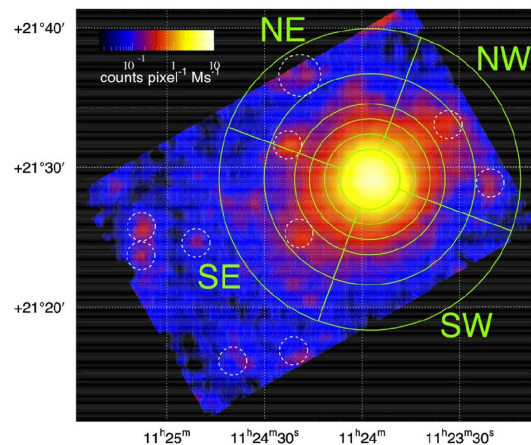 +21°40′
NE
NW
10⁻¹ 1 10
counts pixel⁻¹ Ms⁻¹
+21°30′
SE
+21°20′
SW
11ʰ25ᵐ 11ʰ24ᵐ30ˢ 11ʰ24ᵐ 11ʰ23ᵐ30ˢ